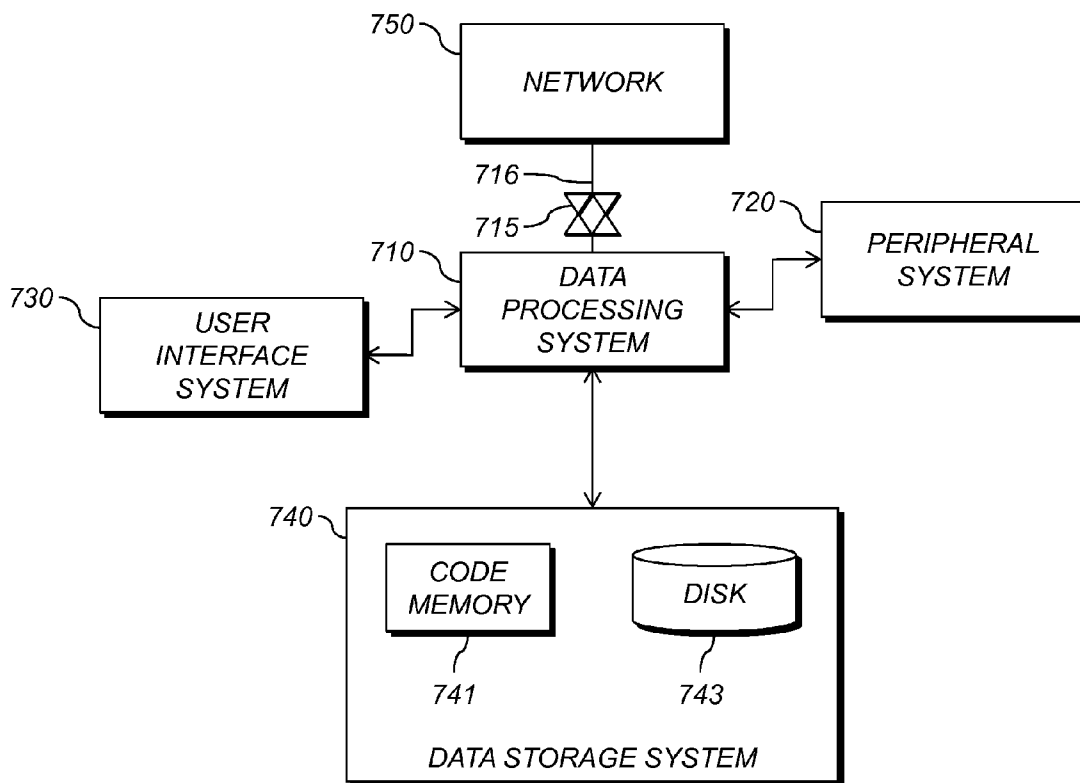 750
NETWORK
716
715
720
PERIPHERAL
SYSTEM
710
DATA
PROCESSING
SYSTEM
730
USER
INTERFACE
SYSTEM
740
CODE
MEMORY
DISK
741
743
DATA STORAGE SYSTEM